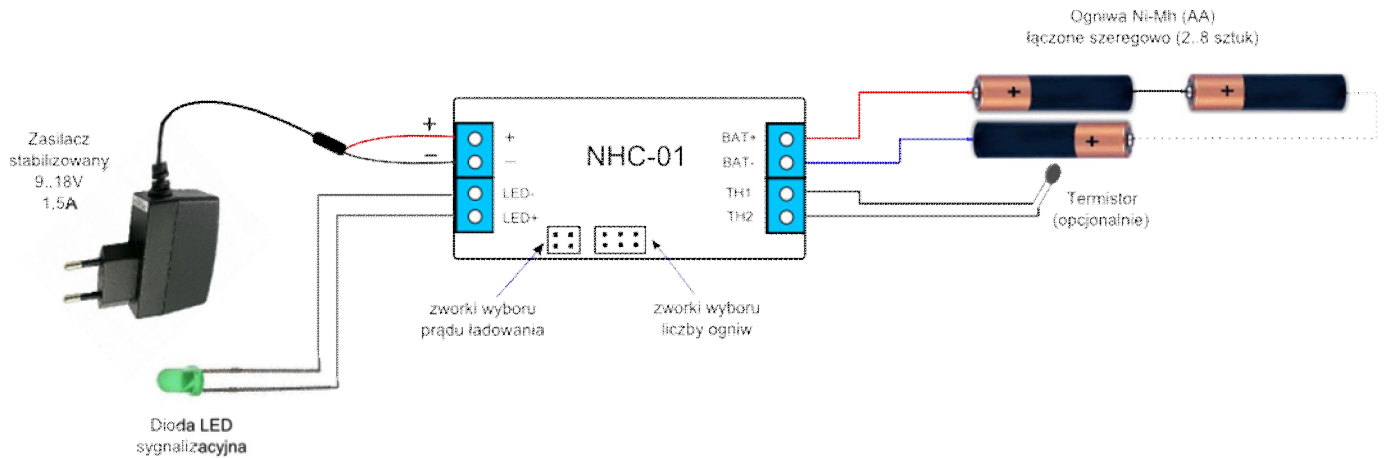 Ogniwa Ni-Mh (AA)
łączone szeregowo (2..8 sztuk)
Zasilacz
stabilizowany
9..18V
1,5A
+
−
+
−
LED-
LED+
NHC-01
BAT+
BAT-
TH1
TH2
+
+
+
Termistor
(opcjonalnie)
zworki wyboru
prądu ładowania
zworki wyboru
liczby ogniw
Dioda LED
sygnalizacyjna